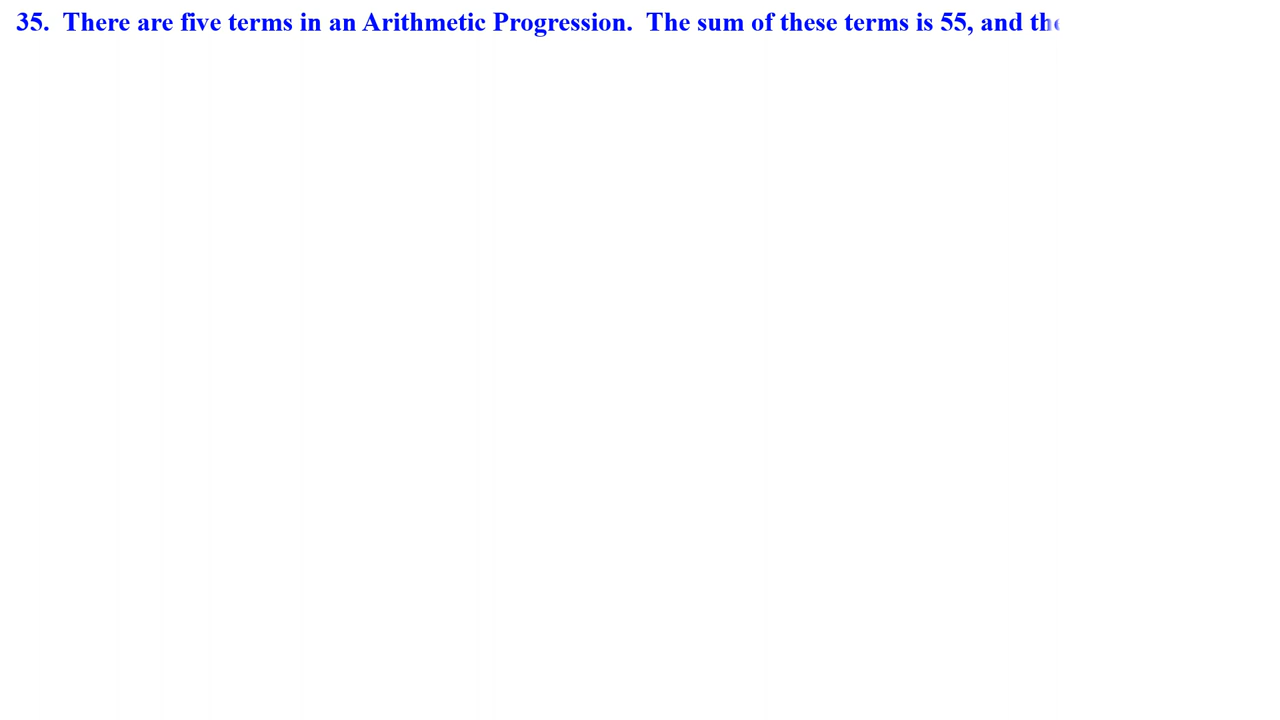 35. There are five terms in an Arithmetic Progression. The sum of these terms is 55, and